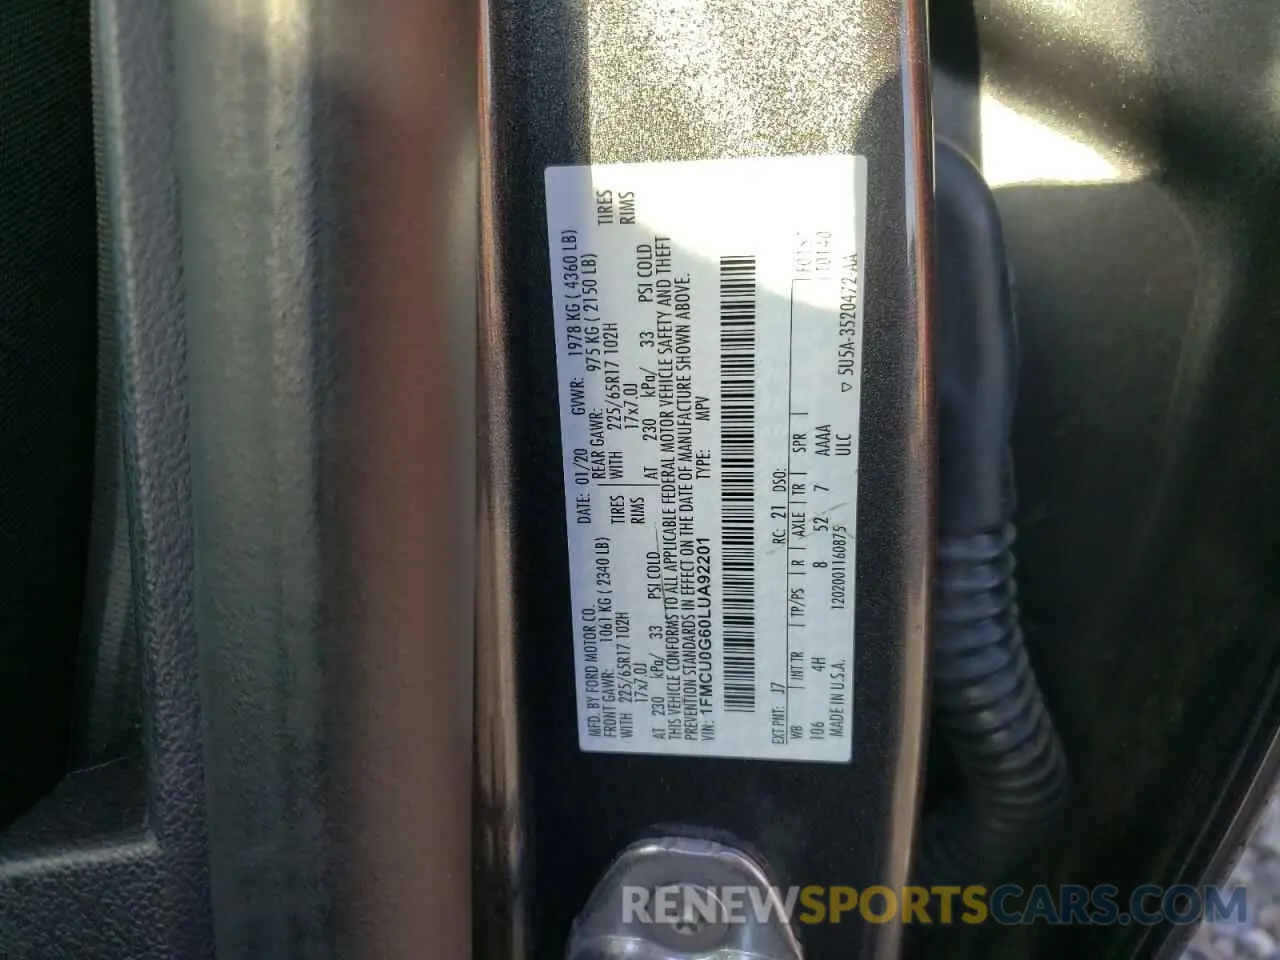 MFD. BY FORD MOTOR CO. DATE: 01/20 GVWR: 1978 KG ( 4360 LB)
FRONT GAWR: 1061 KG ( 2340 LB) REAR GAWR: 975 KG ( 2150 LB)
WITH 225/65R17 102H TIRES WITH 225/65R17 102H TIRES
17x7.0J RIMS 17x7.0J RIMS
AT 230 kPa/ 33 PSI COLD AT 230 kPa/ 33 PSI COLD
THIS VEHICLE CONFORMS TO ALL APPLICABLE FEDERAL MOTOR VEHICLE SAFETY AND THEFT
PREVENTION STANDARDS IN EFFECT ON THE DATE OF MANUFACTURE SHOWN ABOVE.
VIN: 1FMCU0G60LUA92201 TYPE: MPV
EXT PNT: J7 RC: 21 DSO:
WB INT TR TP/PS R AXLE TR SPR
106 4H 8 52 7 AAAA 110140
MADE IN U.S.A. 1202001160875 ULC
5U5A-3520472-AA
RENEWSPORTSCARS.COM